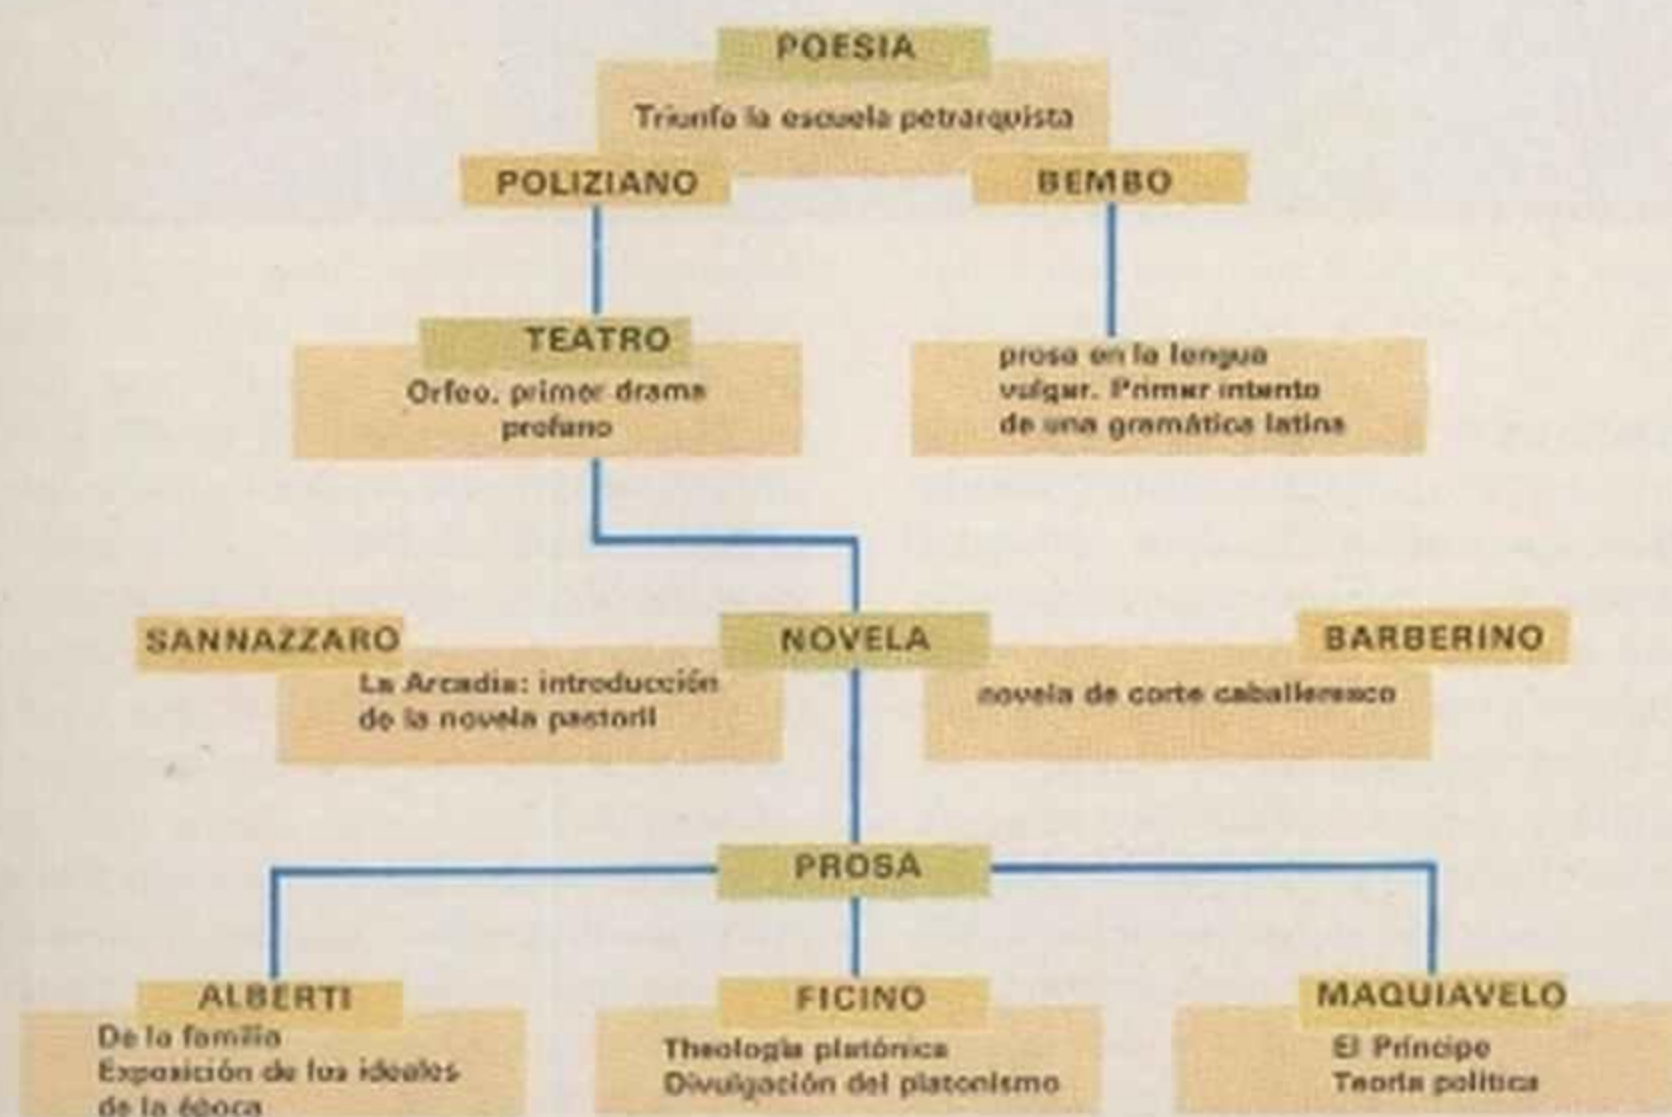 POESIA
Triunfa la escuela petrarquista
POLIZIANO
BEMBO
TEATRO
Orfeo, primer drama
profano
prosa en la lengua
vulgar. Primer intento
de una gramática latina
SANNAZZARO
NOVELA
BARBERINO
La Arcadia: introducción
de la novela pastoril
novela de corte caballeresco
PROSA
ALBERTI
De la familia
Exposición de los ideales
de la época
FICINO
Theologia platónica
Divulgación del platonismo
MAQUIAVELO
El Príncipe
Teoría política